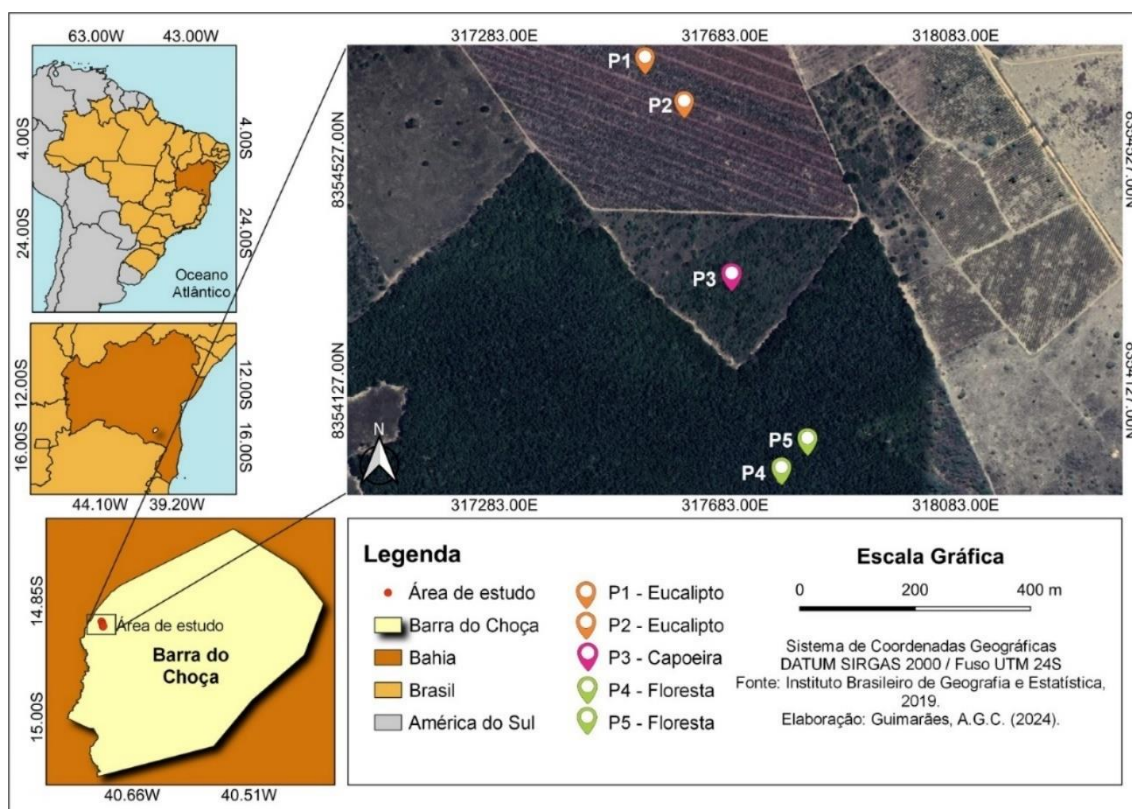 63.00W 43.00W
4.00S
24.00S
4.00S
24.00S
Oceano
Atlântico
12.00S
16.00S
12.00S
16.00S
44.10W 39.20W
317283.00E 317683.00E 318083.00E
8354527.00N
8354127.00N
8354527.00N
8354127.00N
P1
P2
P3
P5
P4
N
317283.00E 317683.00E 318083.00E
14.85S
15.00S
Área de estudo
Barra do
Choça
40.66W 40.51W
Legenda
Área de estudo
Barra do Choça
Bahia
Brasil
América do Sul
P1 - Eucalipto
P2 - Eucalipto
P3 - Capoeira
P4 - Floresta
P5 - Floresta
Escala Gráfica
0 200 400 m
Sistema de Coordenadas Geográficas
DATUM SIRGAS 2000 / Fuso UTM 24S
Fonte: Instituto Brasileiro de Geografia e Estatística,
2019.
Elaboração: Guimarães, A.G.C. (2024).